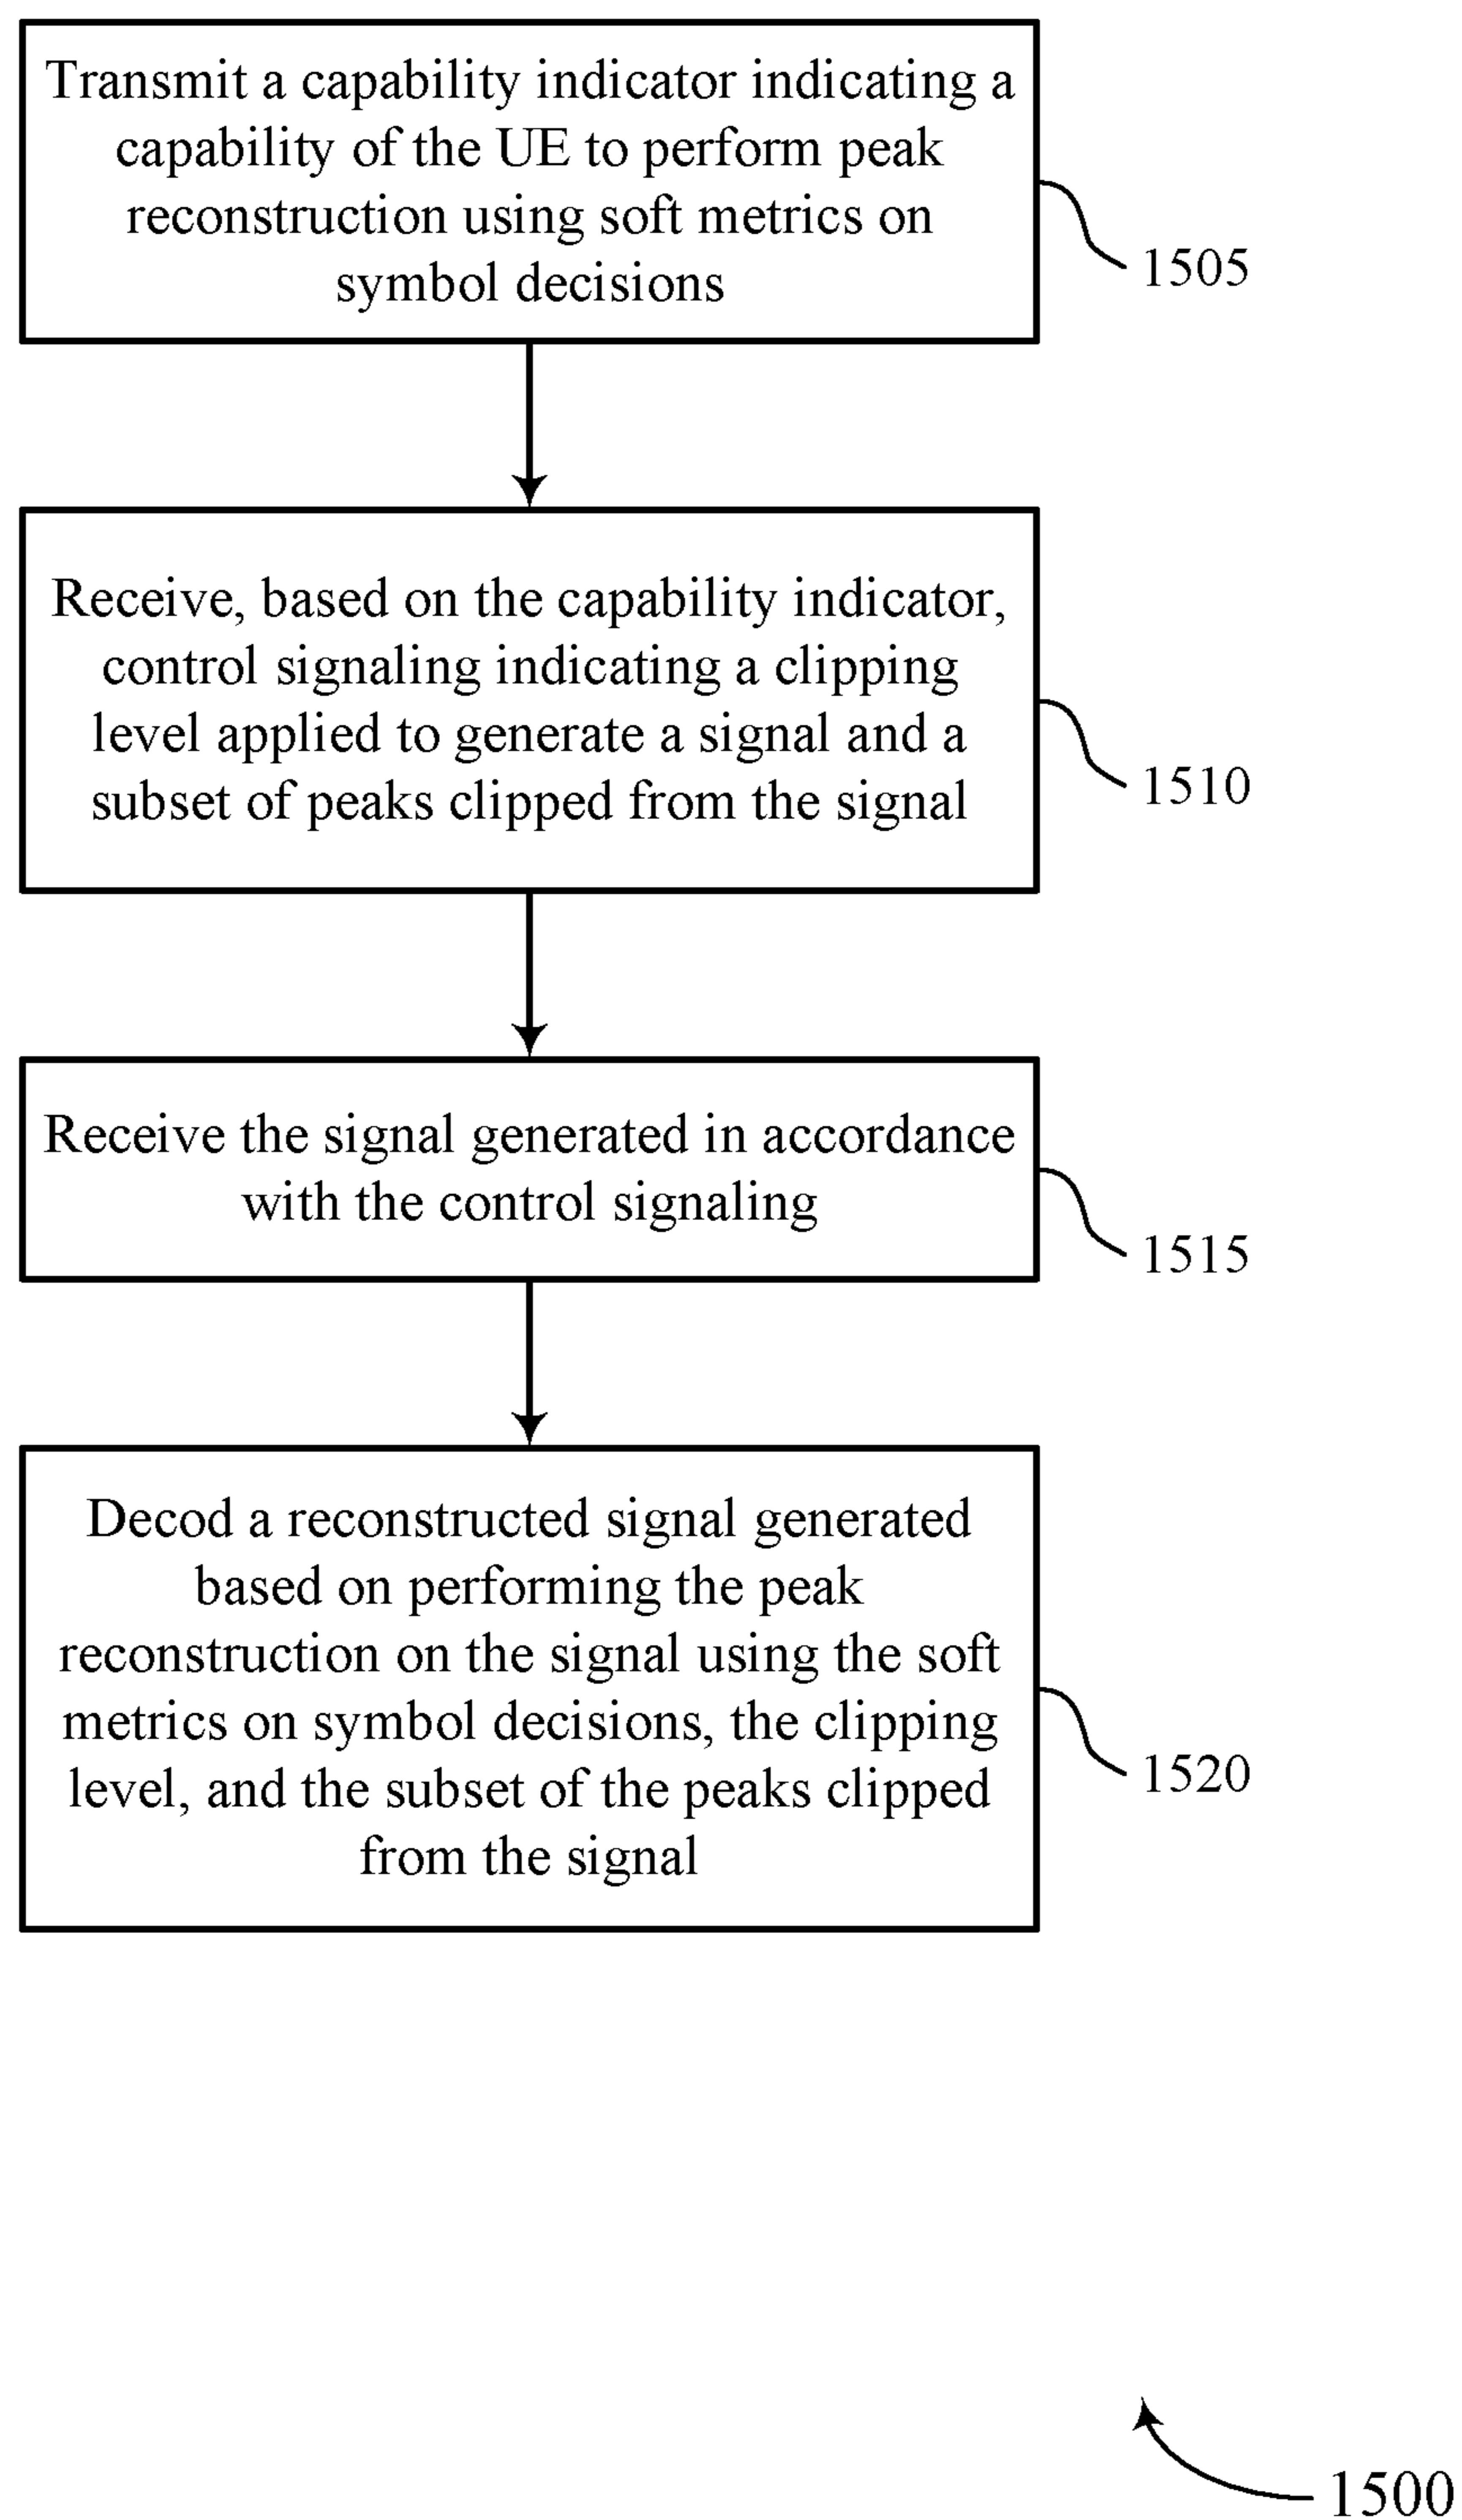 Transmit a capability indicator indicating a
capability of the UE to perform peak
reconstruction using soft metrics on
symbol decisions
1505
Receive, based on the capability indicator,
control signaling indicating a clipping
level applied to generate a signal and a
subset of peaks clipped from the signal
1510
Receive the signal generated in accordance
with the control signaling
1515
Decod a reconstructed signal generated
based on performing the peak
reconstruction on the signal using the soft
metrics on symbol decisions, the clipping
level, and the subset of the peaks clipped
from the signal
1520
1500